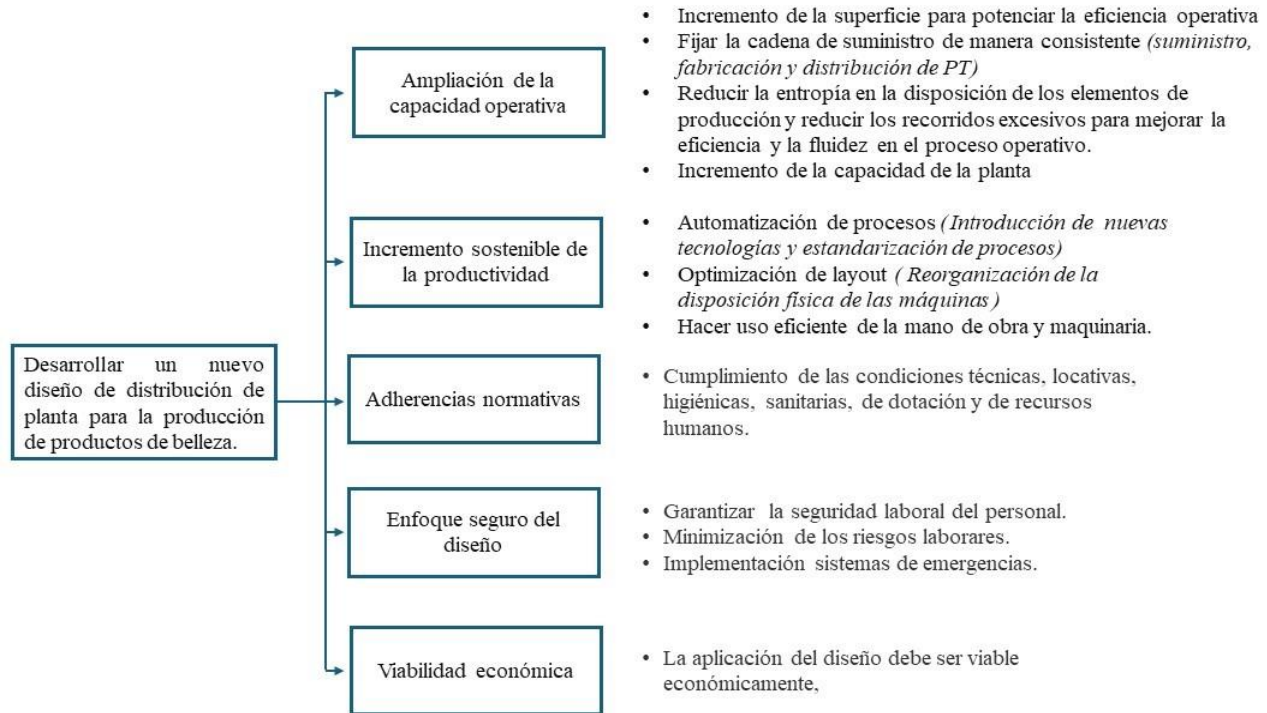 Desarrollar un nuevo
diseño de distribución de
planta para la producción
de productos de belleza.
Ampliación de la
capacidad operativa
• Incremento de la superficie para potenciar la eficiencia operativa
• Fijar la cadena de suministro de manera consistente (suministro,
fabricación y distribución de PT)
• Reducir la entropía en la disposición de los elementos de
producción y reducir los recorridos excesivos para mejorar la
eficiencia y la fluidez en el proceso operativo.
• Incremento de la capacidad de la planta
Incremento sostenible de
la productividad
• Automatización de procesos (Introducción de nuevas
tecnologías y estandarización de procesos)
• Optimización de layout ( Reorganización de la
disposición física de las máquinas )
• Hacer uso eficiente de la mano de obra y maquinaria.
Adherencias normativas
• Cumplimiento de las condiciones técnicas, locativas,
higiénicas, sanitarias, de dotación y de recursos
humanos.
Enfoque seguro del
diseño
• Garantizar la seguridad laboral del personal.
• Minimización de los riesgos laborares.
• Implementación sistemas de emergencias.
Viabilidad económica
• La aplicación del diseño debe ser viable
económicamente,